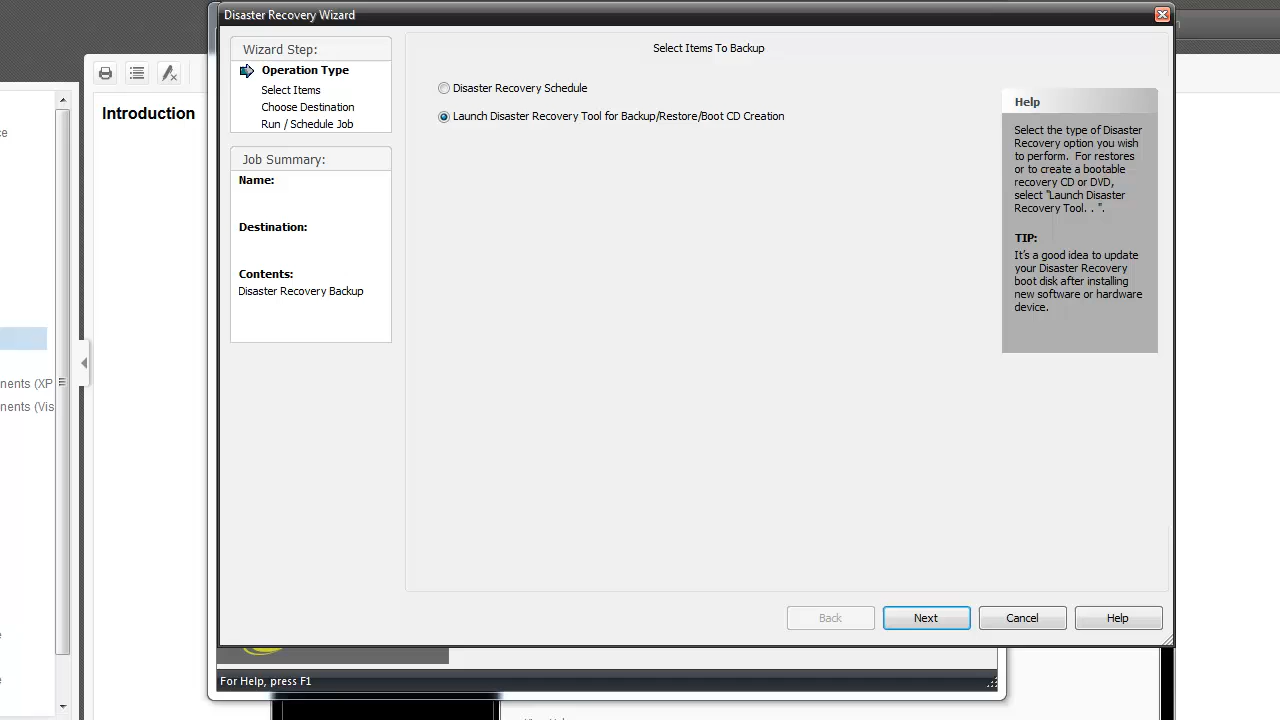 Disaster Recovery Wizard
Wizard Step:
Operation Type
Select Items
Choose Destination
Run / Schedule Job
Job Summary:
Name:
Destination:
Contents:
Disaster Recovery Backup
Select Items To Backup
Disaster Recovery Schedule
Launch Disaster Recovery Tool for Backup/Restore/Boot CD Creation
Help
Select the type of Disaster
Recovery option you wish
to perform. For restores
or to create a bootable
recovery CD or DVD,
select "Launch Disaster
Recovery Tool. . ".
TIP:
It's a good idea to update
your Disaster Recovery
boot disk after installing
new software or hardware
device.
Back
Next
Cancel
Help
For Help, press F1
Introduction
nents (XP
nents (Vis